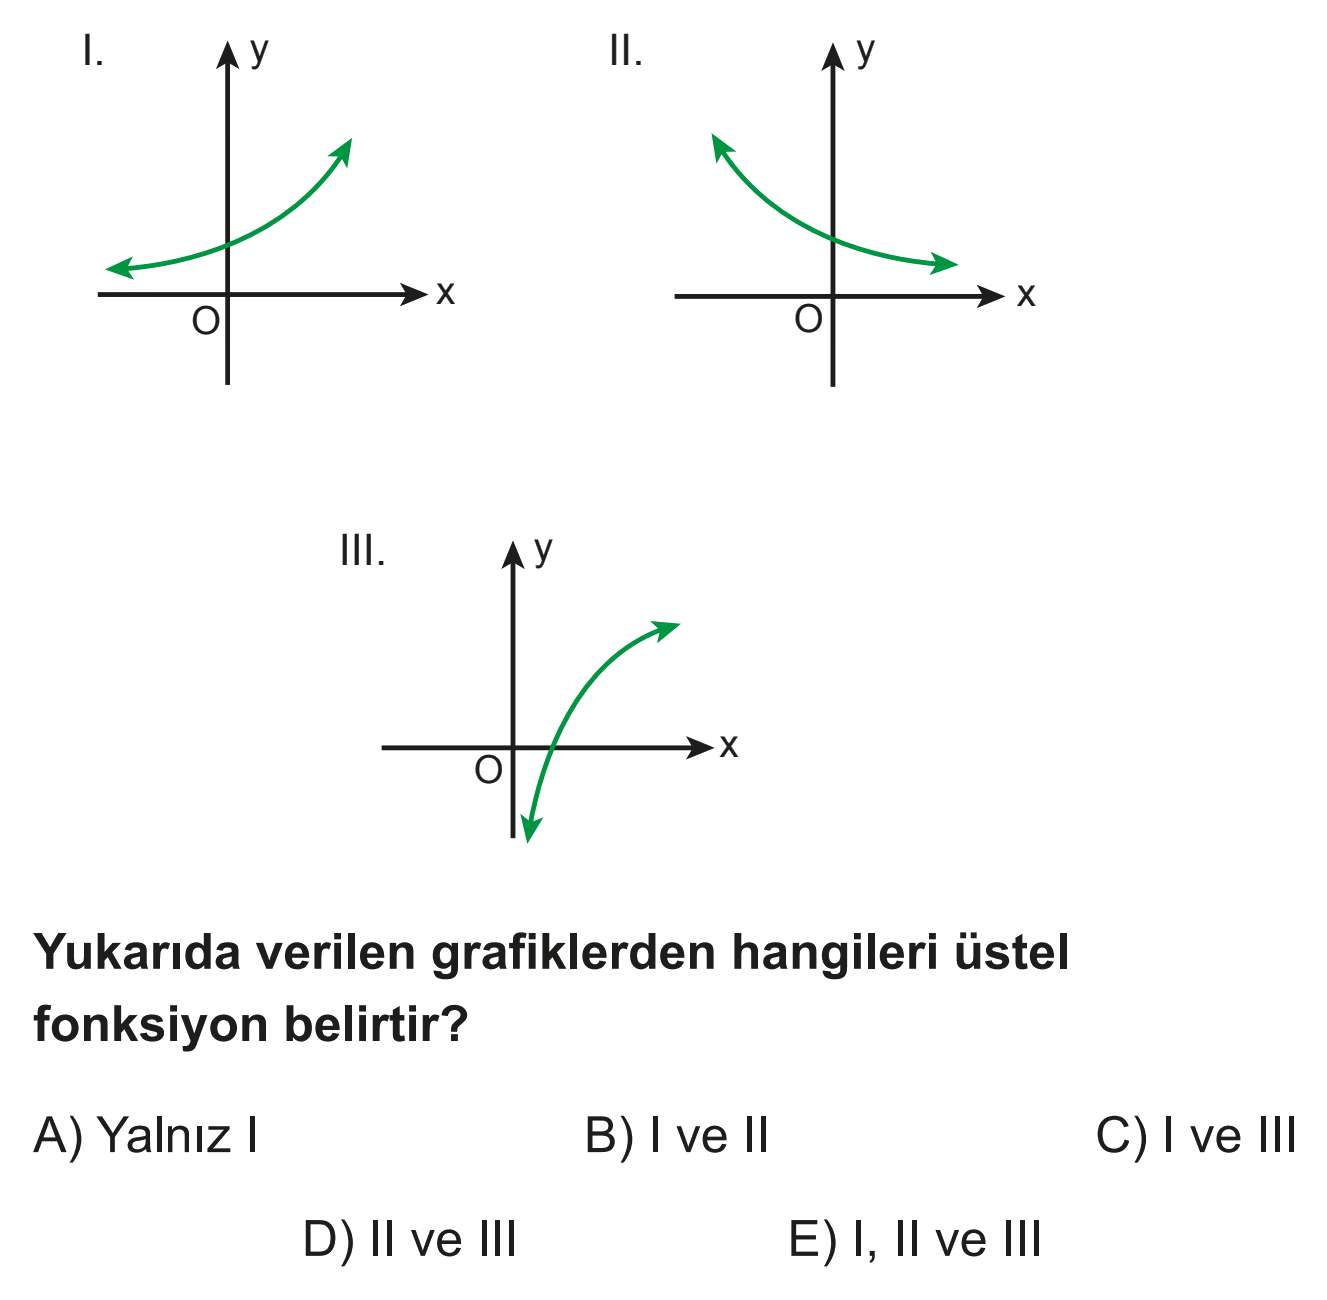 I.
y
x
O
II.
y
x
O
III.
y
x
O
Yukarıda verilen grafiklerden hangileri üstel
fonksiyon belirtir?
A) Yalnız I
B) I ve II
C) I ve III
D) II ve III
E) I, II ve III